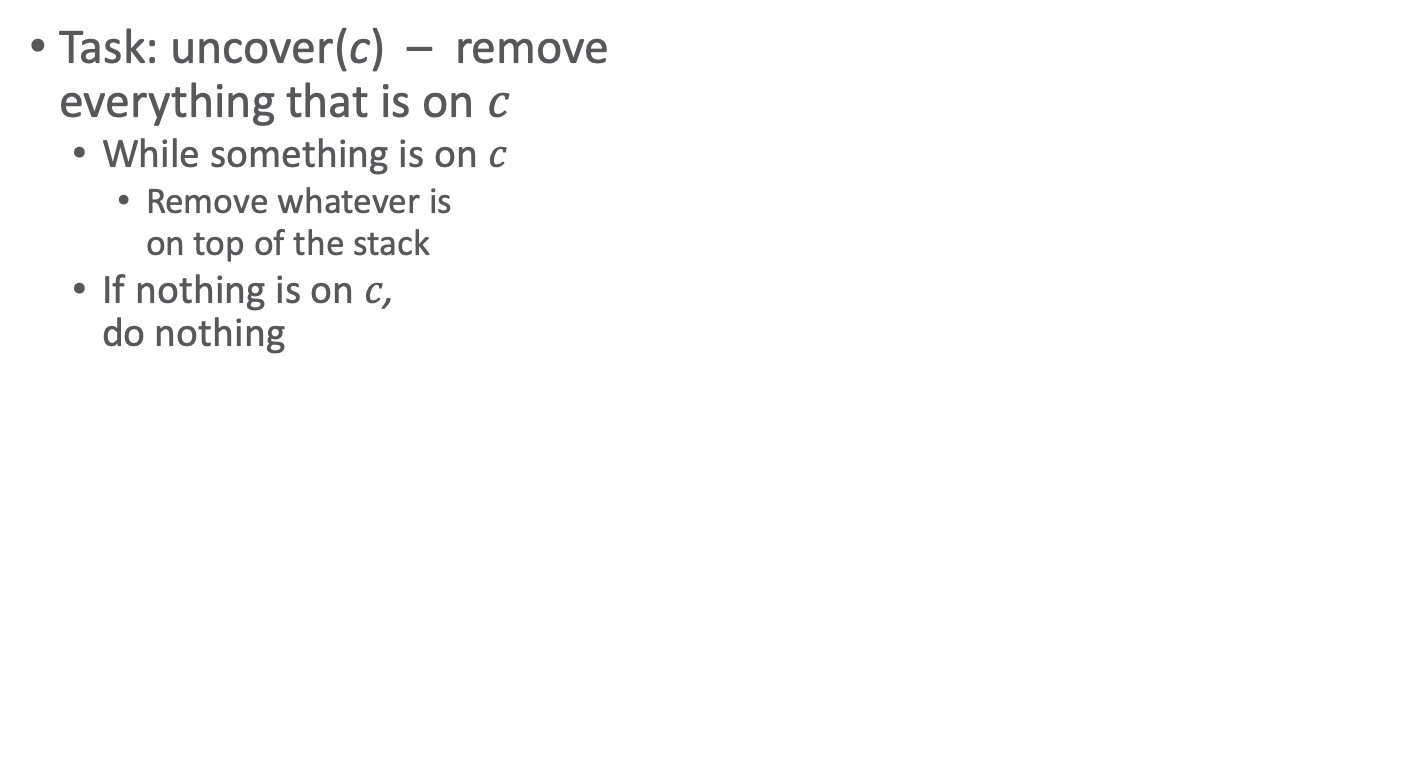 • Task: uncover(c) – remove
everything that is on c
• While something is on c
• Remove whatever is
on top of the stack
• If nothing is on c,
do nothing